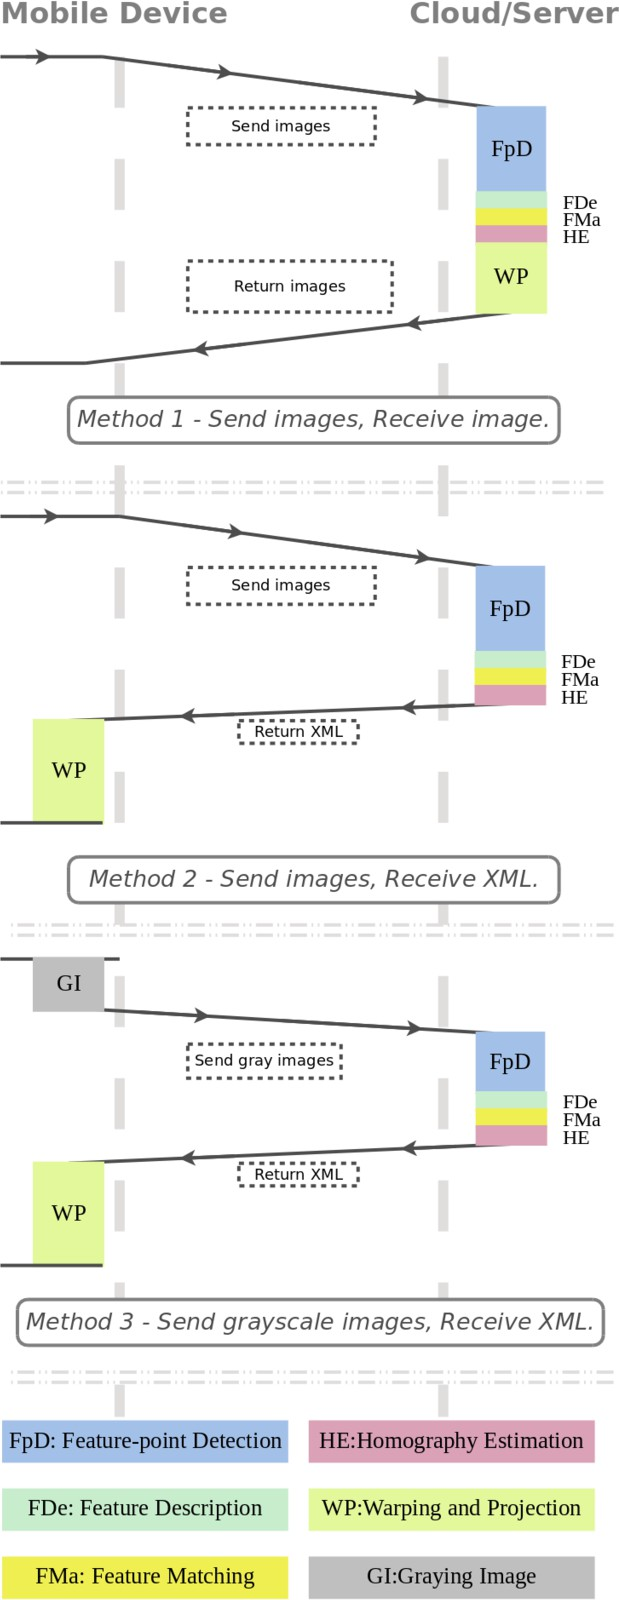 Mobile Device
Cloud/Server
Send images
FpD
FDe
FMa
HE
Return images
WP
Method 1 - Send images, Receive image.
Send images
FpD
FDe
FMa
HE
Return XML
WP
Method 2 - Send images, Receive XML.
GI
Send gray images
FpD
FDe
FMa
HE
Return XML
WP
Method 3 - Send grayscale images, Receive XML.
FpD: Feature-point Detection
HE:Homography Estimation
FDe: Feature Description
WP:Warping and Projection
FMa: Feature Matching
GI:Graying Image